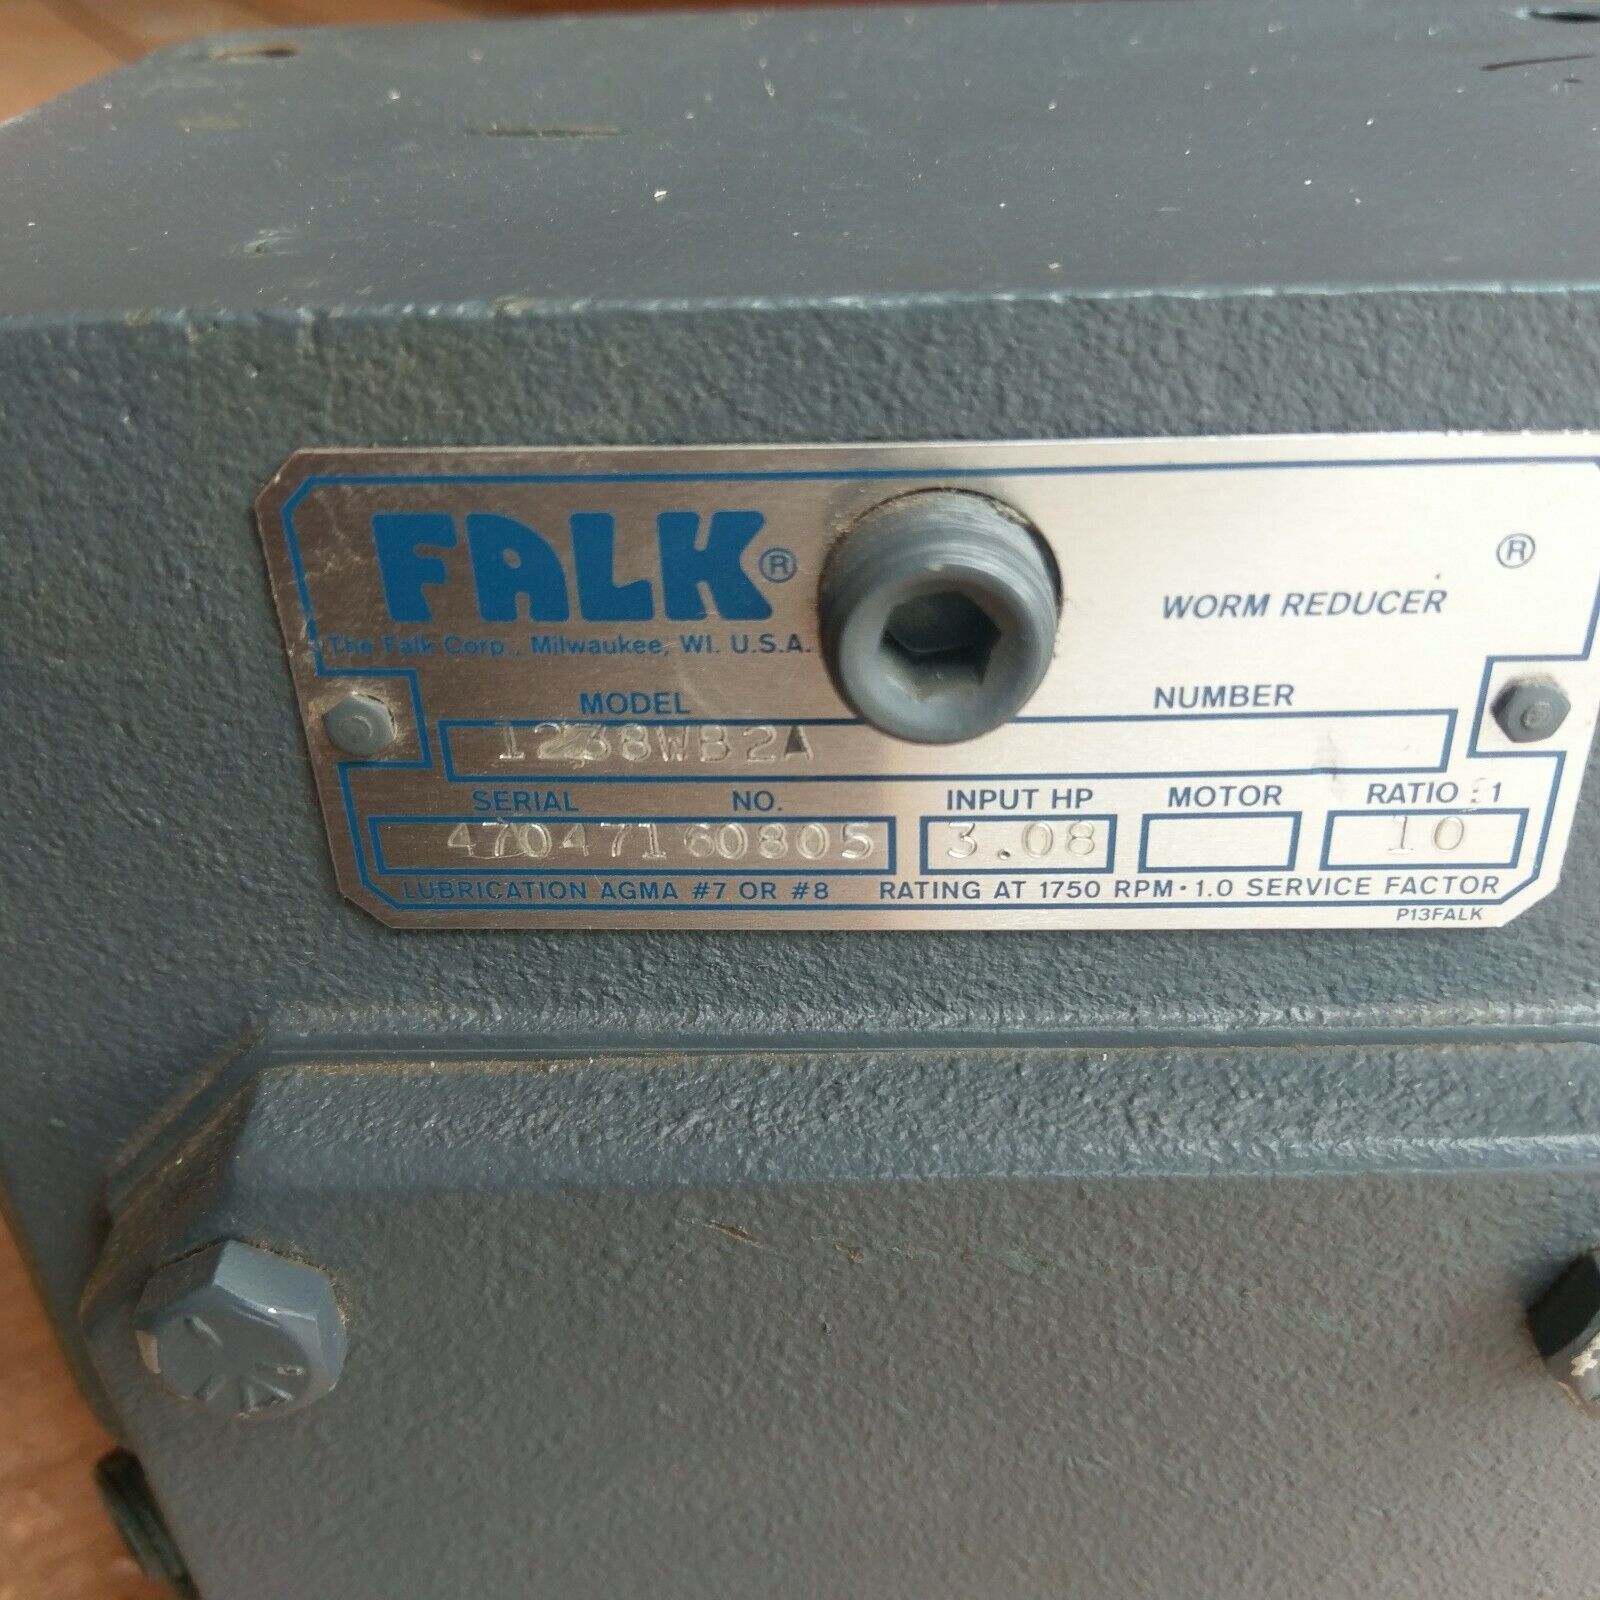 FALK®
The Falk Corp., Milwaukee, WI. U.S.A.
WORM REDUCER ®
MODEL NUMBER
1238WB2A
SERIAL NO. INPUT HP MOTOR RATIO : 1
470471 60805 3.08 10
LUBRICATION AGMA #7 OR #8 RATING AT 1750 RPM • 1.0 SERVICE FACTOR
P13FALK